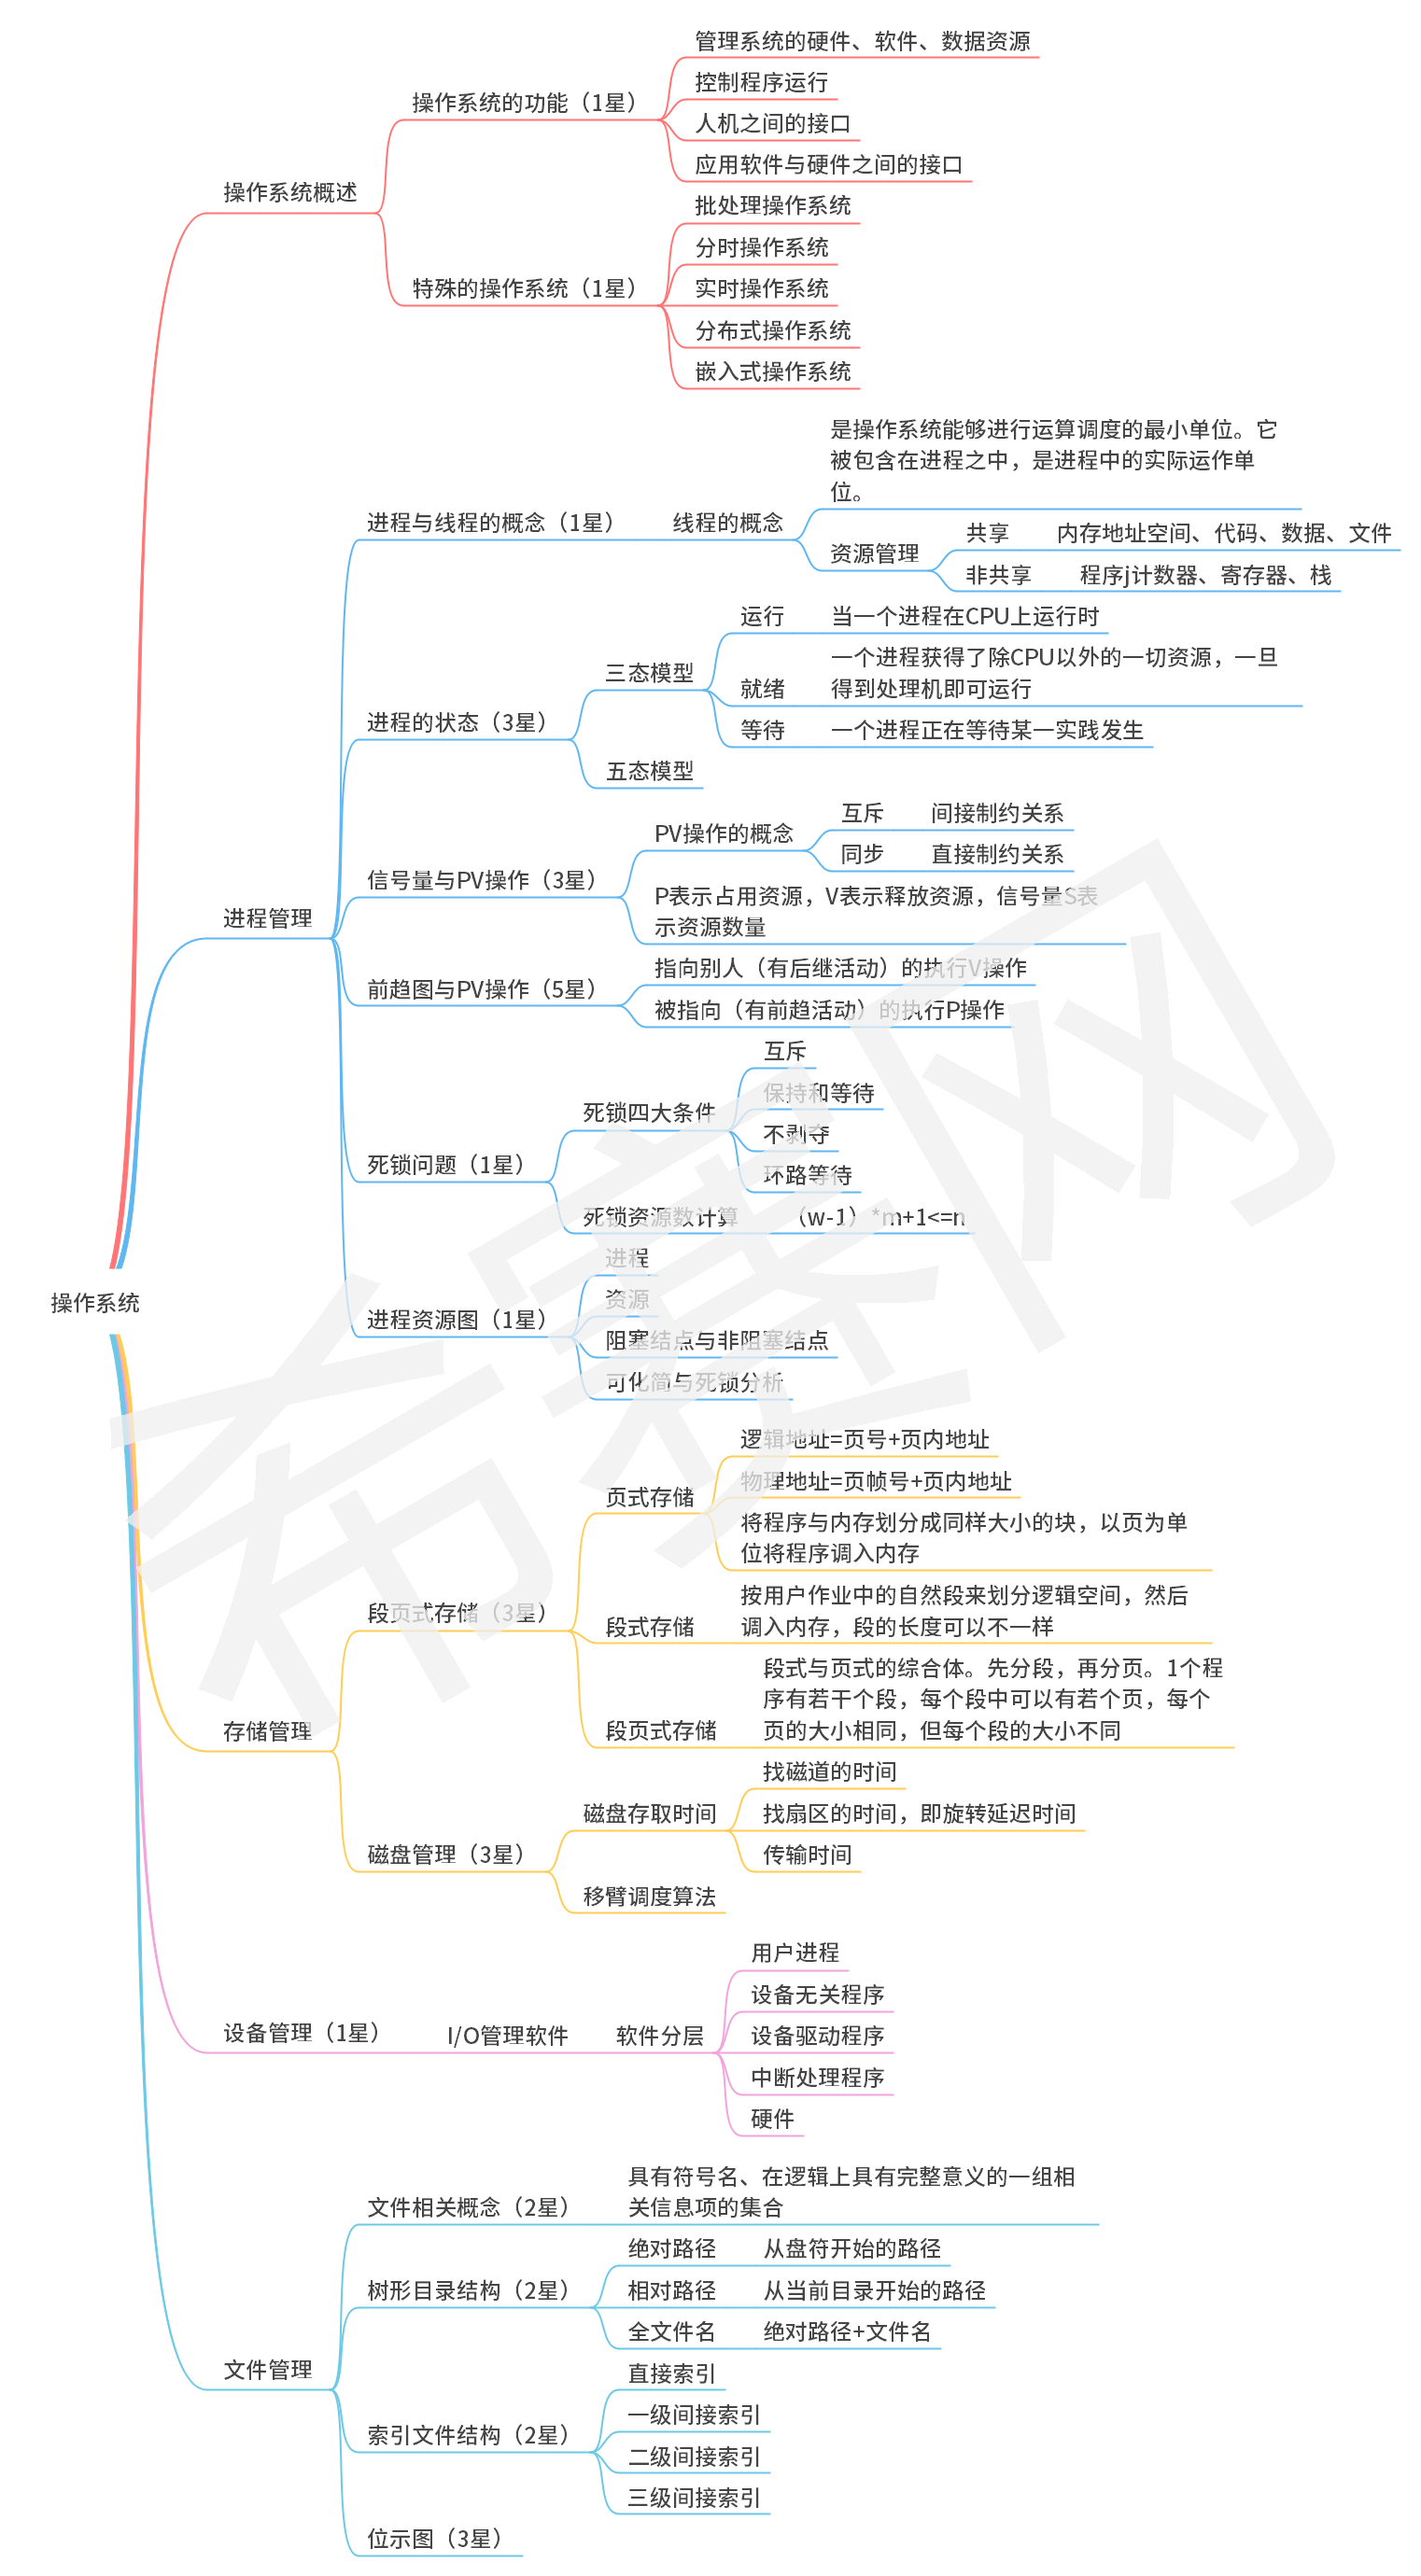 操作系统
操作系统概述
操作系统的功能（1星）
管理系统的硬件、软件、数据资源
控制程序运行
人机之间的接口
应用软件与硬件之间的接口
特殊的操作系统（1星）
批处理操作系统
分时操作系统
实时操作系统
分布式操作系统
嵌入式操作系统
进程管理
进程与线程的概念（1星）
线程的概念
是操作系统能够进行运算调度的最小单位。它
被包含在进程之中，是进程中的实际运作单
位。
资源管理
共享
内存地址空间、代码、数据、文件
非共享
程序j计数器、寄存器、栈
进程的状态（3星）
三态模型
运行
当一个进程在CPU上运行时
就绪
一个进程获得了除CPU以外的一切资源，一旦
得到处理机即可运行
等待
一个进程正在等待某一实践发生
五态模型
信号量与PV操作（3星）
PV操作的概念
互斥
间接制约关系
同步
直接制约关系
P表示占用资源，V表示释放资源，信号量S表
示资源数量
前趋图与PV操作（5星）
指向别人（有后继活动）的执行V操作
被指向（有前趋活动）的执行P操作
死锁问题（1星）
死锁四大条件
互斥
保持和等待
不剥夺
环路等待
死锁资源数计算
（w-1）*m+1<=n
进程资源图（1星）
进程
资源
阻塞结点与非阻塞结点
可化简与死锁分析
存储管理
段页式存储（3星）
页式存储
逻辑地址=页号+页内地址
物理地址=页帧号+页内地址
将程序与内存划分成同样大小的块，以页为单
位将程序调入内存
段式存储
按用户作业中的自然段来划分逻辑空间，然后
调入内存，段的长度可以不一样
段页式存储
段式与页式的综合体。先分段，再分页。1个程
序有若干个段，每个段中可以有若个页，每个
页的大小相同，但每个段的大小不同
磁盘管理（3星）
磁盘存取时间
找磁道的时间
找扇区的时间，即旋转延迟时间
传输时间
移臂调度算法
设备管理（1星）
I/O管理软件
软件分层
用户进程
设备无关程序
设备驱动程序
中断处理程序
硬件
文件管理
文件相关概念（2星）
具有符号名、在逻辑上具有完整意义的一组相
关信息项的集合
树形目录结构（2星）
绝对路径
从盘符开始的路径
相对路径
从当前目录开始的路径
全文件名
绝对路径+文件名
索引文件结构（2星）
直接索引
一级间接索引
二级间接索引
三级间接索引
位示图（3星）
希赛网